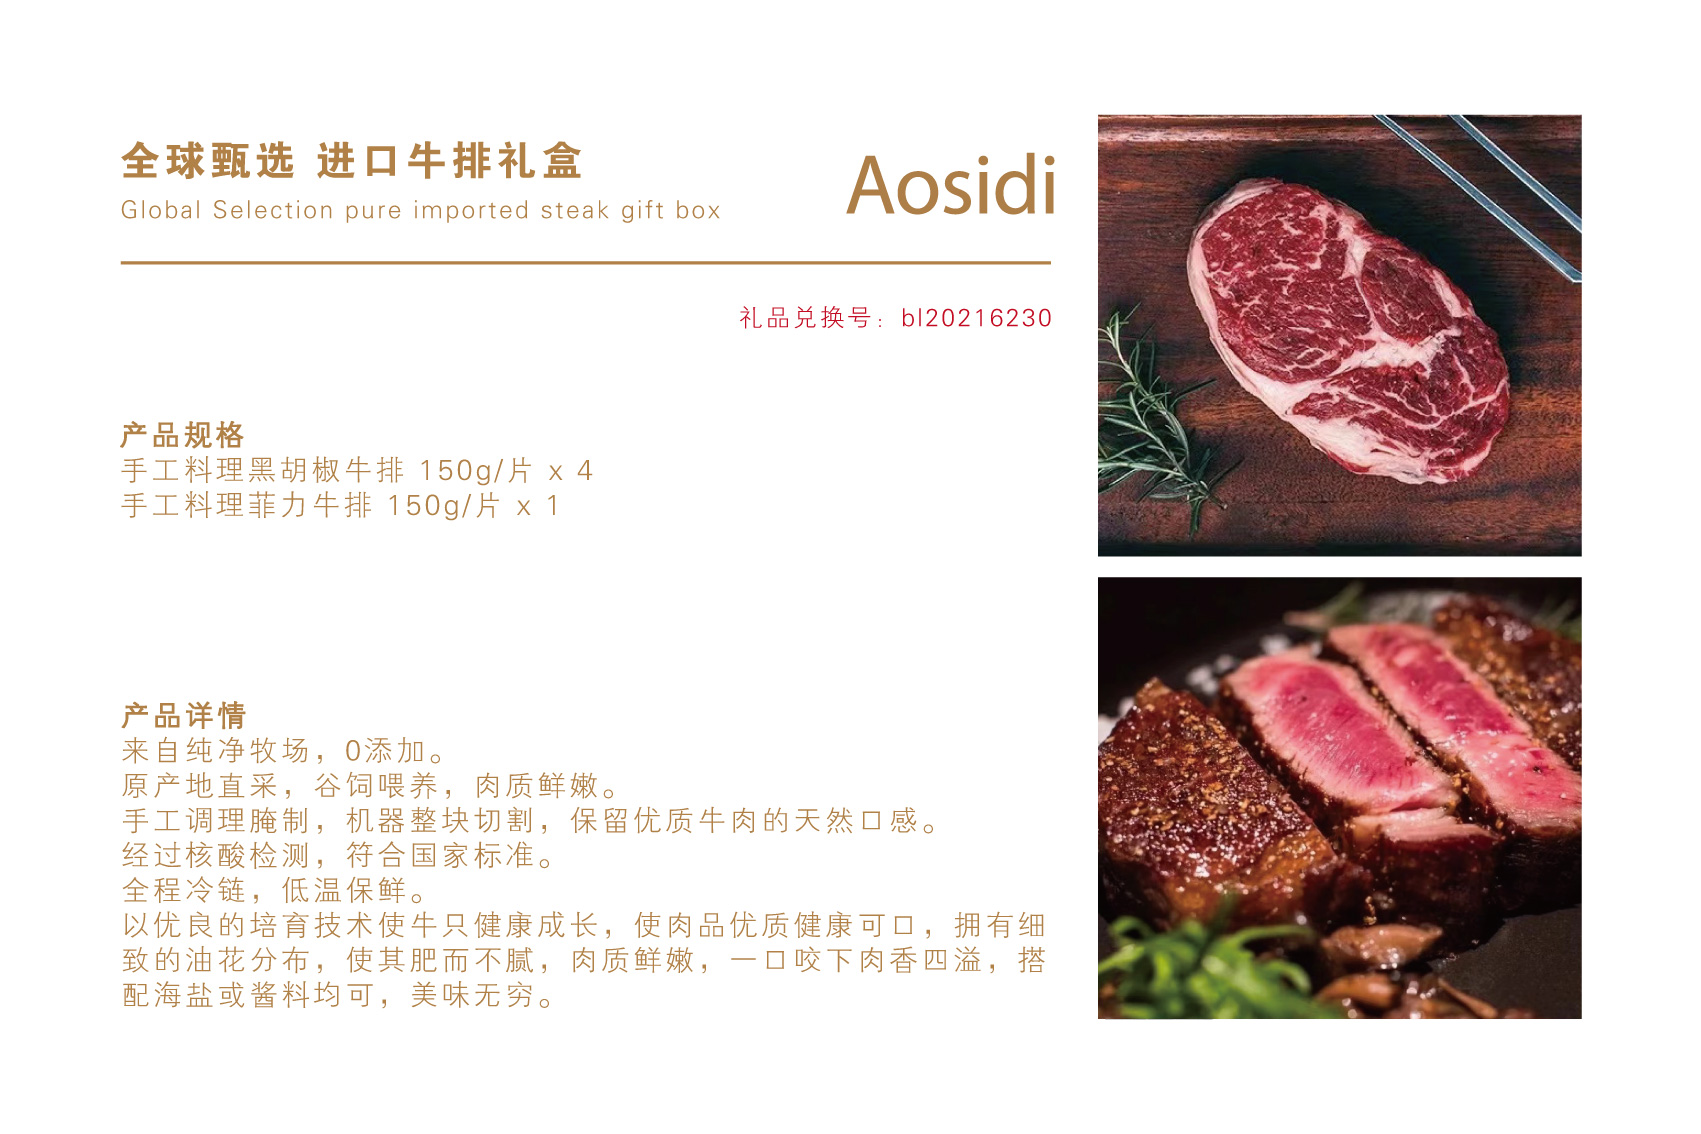 全球甄选 进口牛排礼盒
Global Selection pure imported steak gift box
Aosidi
礼品兑换号：bl20216230
产品规格
手工料理黑胡椒牛排 150g/片 x 4
手工料理菲力牛排 150g/片 x 1
产品详情
来自纯净牧场，0添加。
原产地直采，谷饲喂养，肉质鲜嫩。
手工调理腌制，机器整块切割，保留优质牛肉的天然口感。
经过核酸检测，符合国家标准。
全程冷链，低温保鲜。
以优良的培育技术使牛只健康成长，使肉品优质健康可口，拥有细
致的油花分布，使其肥而不腻，肉质鲜嫩，一口咬下肉香四溢，搭
配海盐或酱料均可，美味无穷。